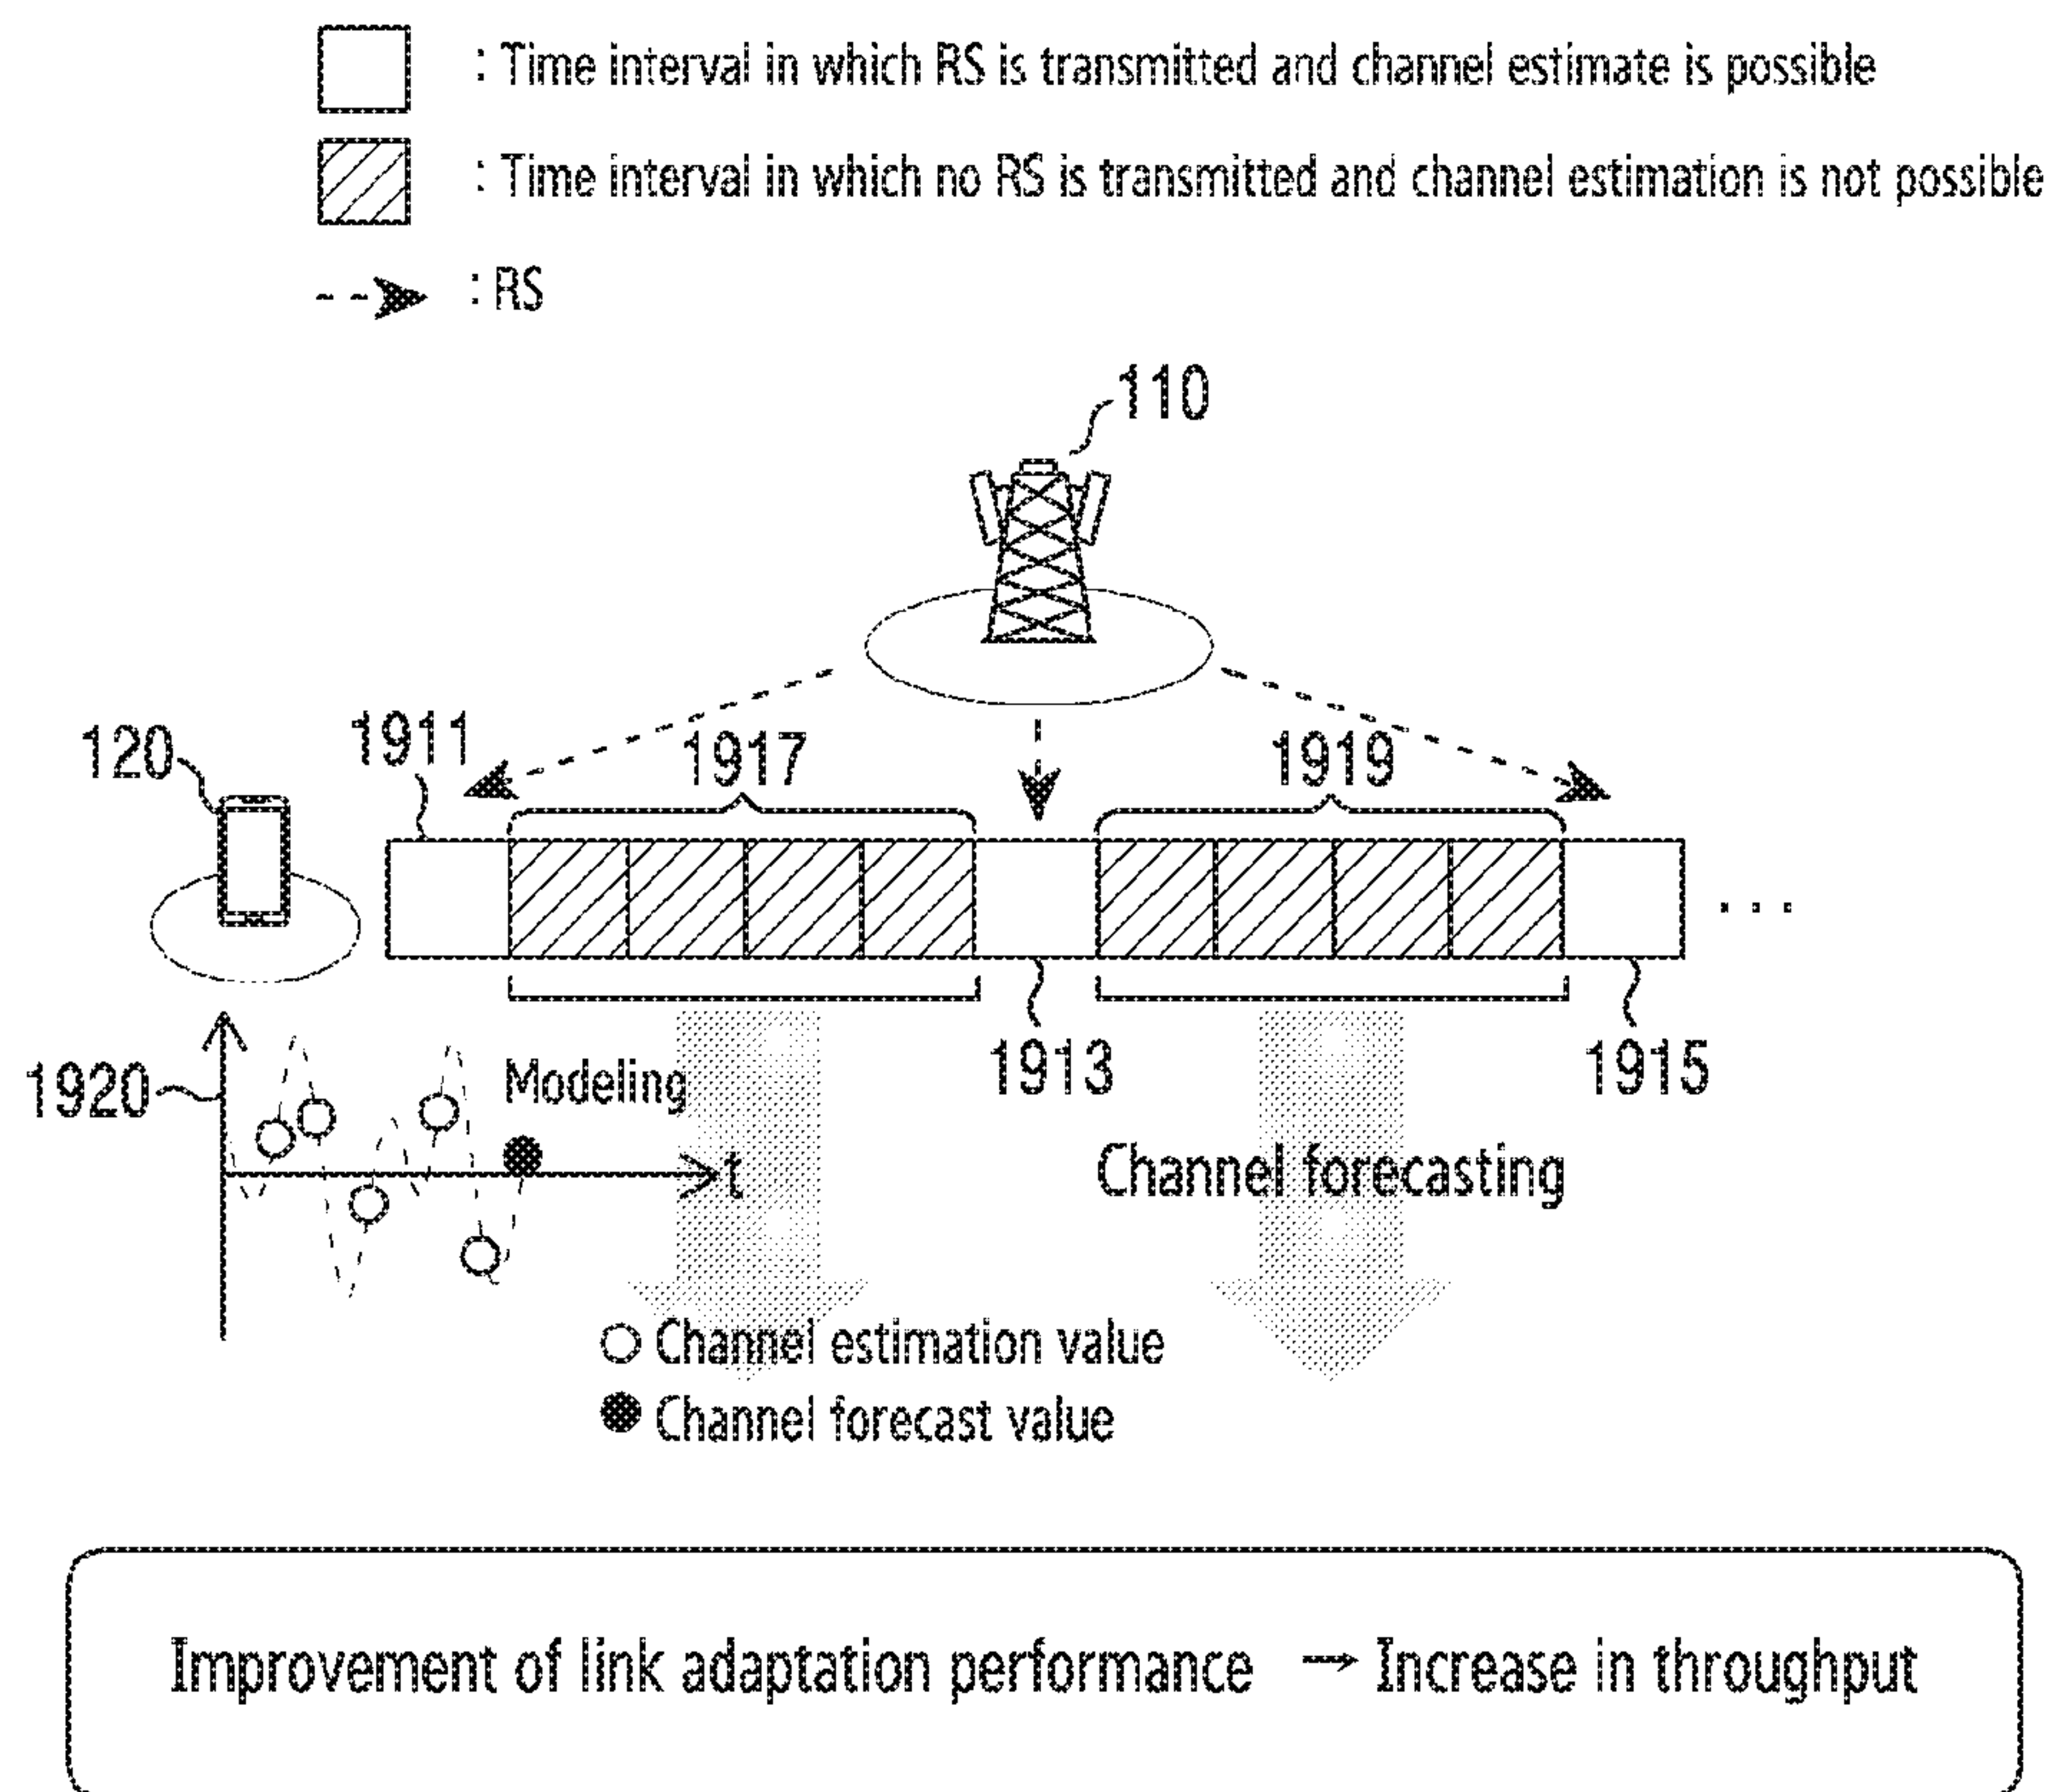 : Time interval in which RS is transmitted and channel estimate is possible
: Time interval in which no RS is transmitted and channel estimation is not possible
: RS
110
120
1911
1917
1919
1920
Modeling
1913
1915
t
Channel forecasting
Channel estimation value
Channel forecast value
Improvement of link adaptation performance → Increase in throughput